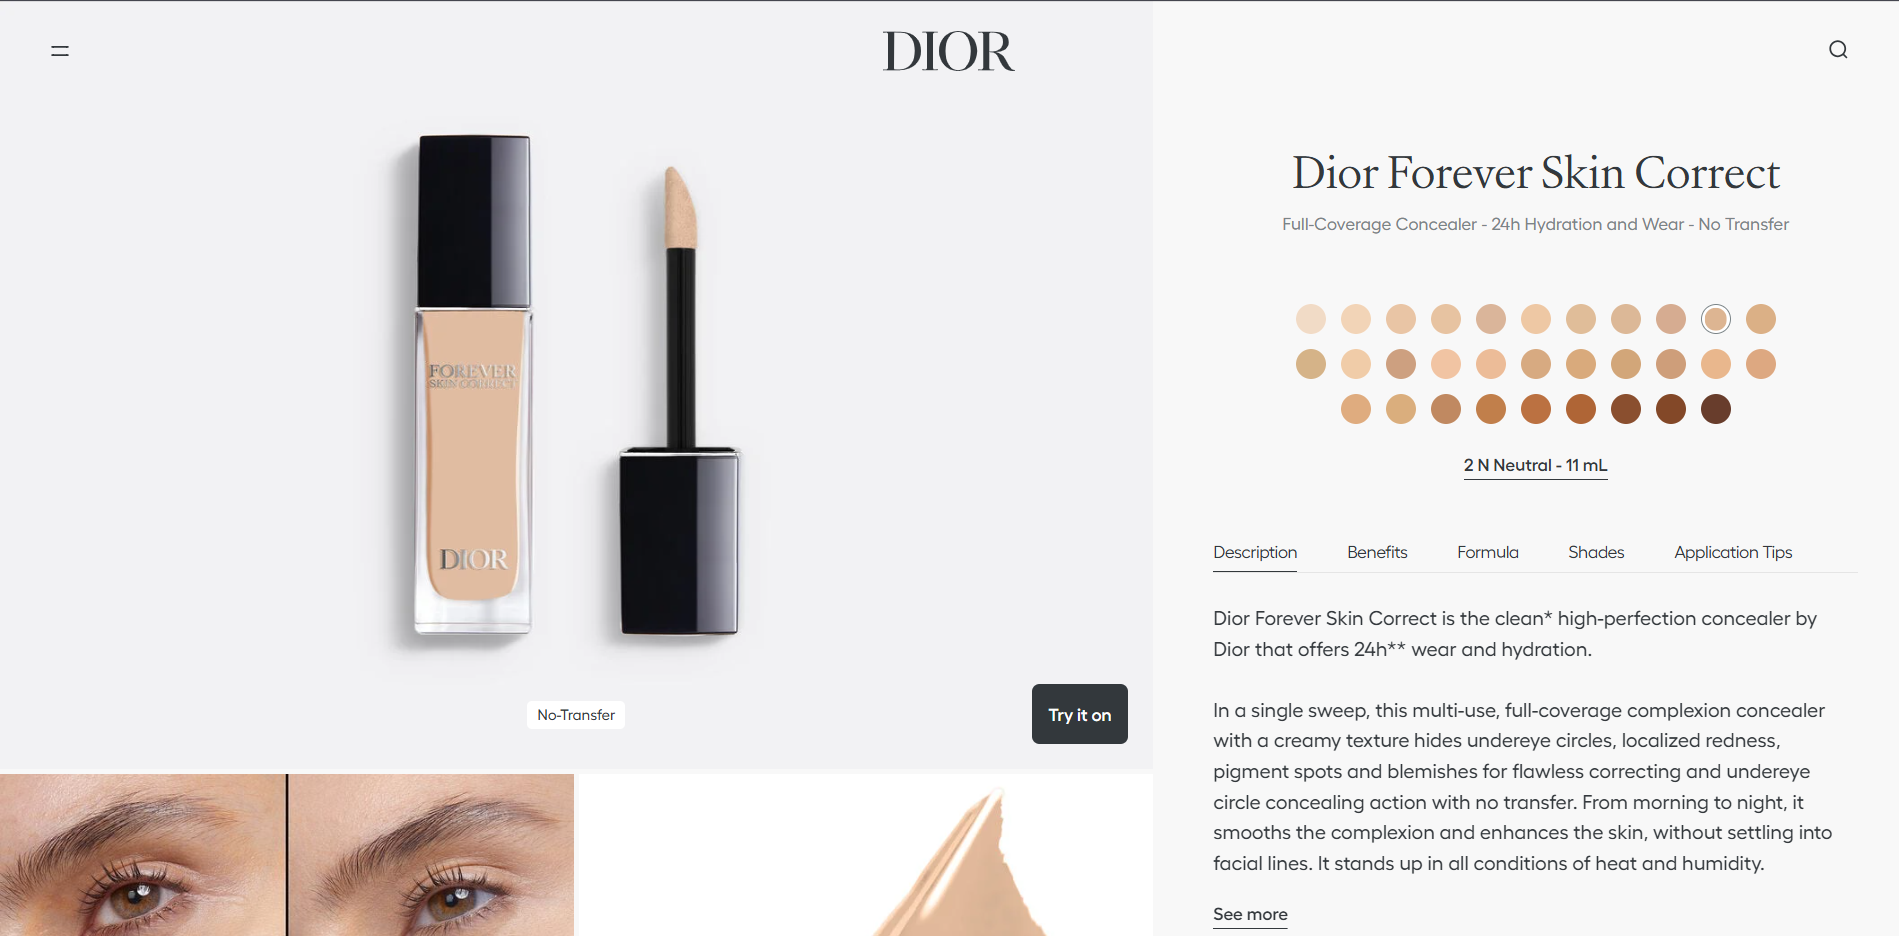 DIOR
FOREVER
SKIN CORRECT
DIOR
No-Transfer
Try it on
Dior Forever Skin Correct
Full-Coverage Concealer - 24h Hydration and Wear - No Transfer
2 N Neutral - 11 mL
Description Benefits Formula Shades Application Tips
Dior Forever Skin Correct is the clean* high-perfection concealer by
Dior that offers 24h** wear and hydration.
In a single sweep, this multi-use, full-coverage complexion concealer
with a creamy texture hides undereye circles, localized redness,
pigment spots and blemishes for flawless correcting and undereye
circle concealing action with no transfer. From morning to night, it
smooths the complexion and enhances the skin, without settling into
facial lines. It stands up in all conditions of heat and humidity.
See more